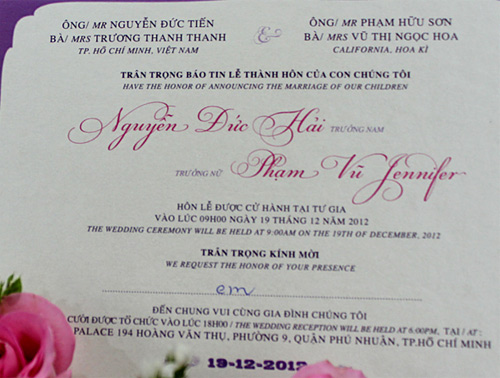 ÔNG/ MR NGUYỄN ĐỨC TIẾN
BÀ/ MRS TRƯƠNG THANH THANH
TP. HỒ CHÍ MINH, VIỆT NAM
&
ÔNG/ MR PHẠM HỮU SƠN
BÀ/ MRS VŨ THỊ NGỌC HOA
CALIFORNIA, HOA KÌ
TRÂN TRỌNG BÁO TIN LỄ THÀNH HÔN CỦA CON CHÚNG TÔI
HAVE THE HONOR OF ANNOUNCING THE MARRIAGE OF OUR CHILDREN
Nguyễn Đức Hải TRƯỞNG NAM
TRƯỞNG NỮ Phạm Vũ Jennifer
HÔN LỄ ĐƯỢC CỬ HÀNH TẠI TƯ GIA
VÀO LÚC 09H00 NGÀY 19 THÁNG 12 NĂM 2012
THE WEDDING CEREMONY WILL BE HELD AT 9:00AM ON THE 19TH OF DECEMBER, 2012
TRÂN TRỌNG KÍNH MỜI
WE REQUEST THE HONOR OF YOUR PRESENCE
em
ĐẾN CHUNG VUI CÙNG GIA ĐÌNH CHÚNG TÔI
CƯỚI ĐƯỢC TỔ CHỨC VÀO LÚC 18H00 / THE WEDDING RECEPTION WILL BE HELD AT 6:00PM, TẠI / AT :
PALACE 194 HOÀNG VĂN THỤ, PHƯỜNG 9, QUẬN PHÚ NHUẬN, TP.HỒ CHÍ MINH
19-12-2012